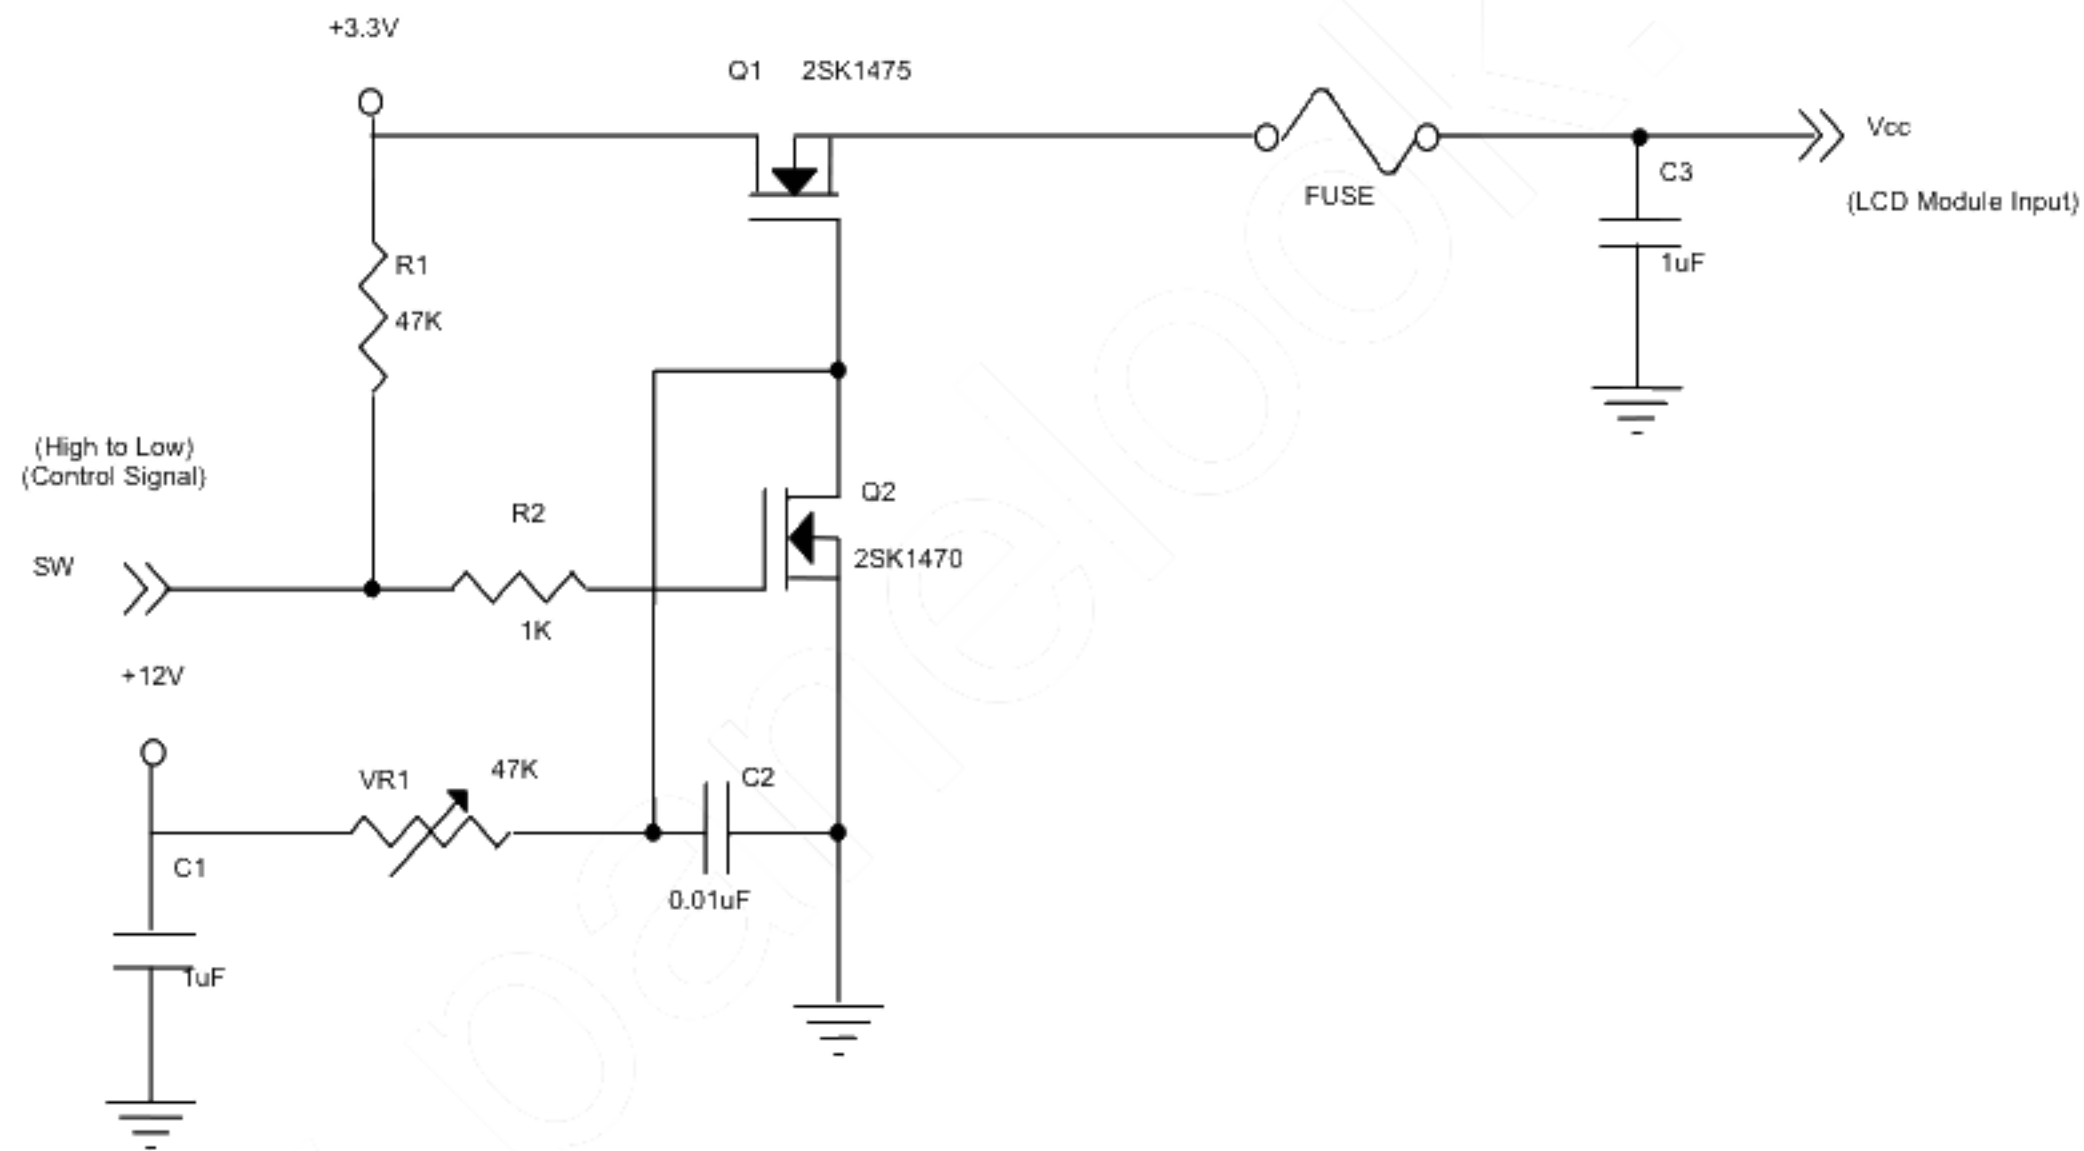 +3.3V
Q1 2SK1475
Vcc
C3
(LCD Module Input)
FUSE
1uF
R1
47K
(High to Low)
(Control Signal)
Q2
R2
2SK1470
SW
1K
+12V
47K
VR1
C2
C1
0.01uF
1uF
panelook.